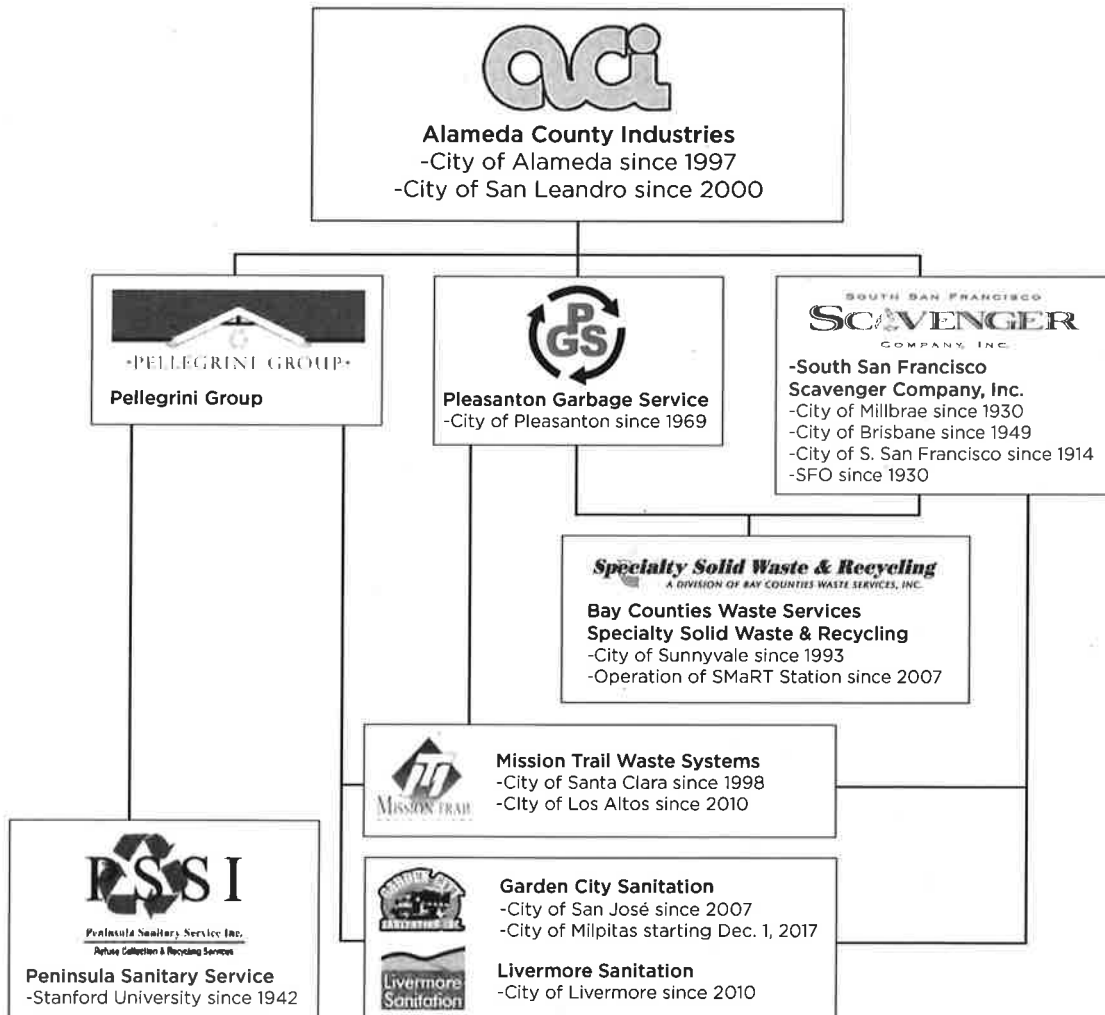 aci
Alameda County Industries
-City of Alameda since 1997
-City of San Leandro since 2000
•PELLEGRINI GROUP•
Pellegrini Group
PGS
Pleasanton Garbage Service
-City of Pleasanton since 1969
SOUTH SAN FRANCISCO
SCAVENGER
COMPANY, INC.
-South San Francisco
Scavenger Company, Inc.
-City of Millbrae since 1930
-City of Brisbane since 1949
-City of S. San Francisco since 1914
-SFO since 1930
Specialty Solid Waste & Recycling
A DIVISION OF BAY COUNTIES WASTE SERVICES, INC.
Bay Counties Waste Services
Specialty Solid Waste & Recycling
-City of Sunnyvale since 1993
-Operation of SMaRT Station since 2007
MISSION TRAIL
Mission Trail Waste Systems
-City of Santa Clara since 1998
-CIty of Los Altos since 2010
PSSI
Peninsula Sanitary Service Inc.
Refuse Collection & Recycling Services
Peninsula Sanitary Service
-Stanford University since 1942
GARDEN CITY
Garden City Sanitation
-City of San José since 2007
-City of Milpitas starting Dec. 1, 2017
Livermore
Sanitation
Livermore Sanitation
-City of Livermore since 2010